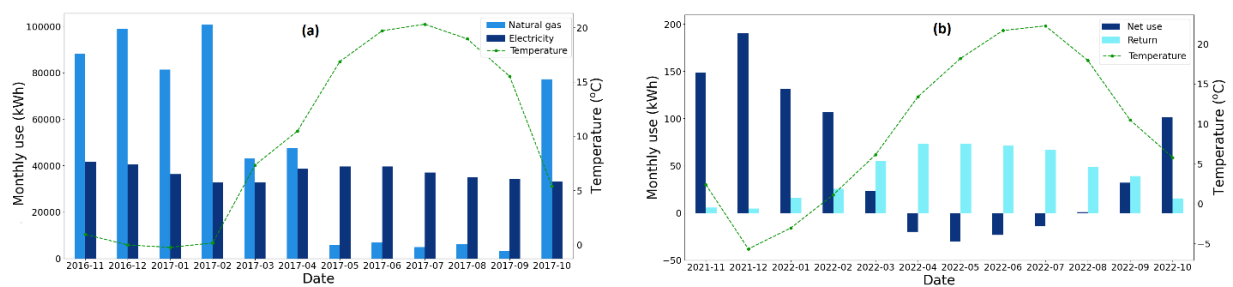 (a)
Natural gas
Electricity
Temperature
Monthly use (kWh)
100000
80000
60000
40000
20000
0
Temperature (°C)
20
15
10
5
0
2016-11 2016-12 2017-01 2017-02 2017-03 2017-04 2017-05 2017-06 2017-07 2017-08 2017-09 2017-10
Date
(b)
Net use
Return
Temperature
Monthly use (kWh)
200
150
100
50
0
−50
Temperature (°C)
20
15
10
5
0
−5
2021-11 2021-12 2022-01 2022-02 2022-03 2022-04 2022-05 2022-06 2022-07 2022-08 2022-09 2022-10
Date